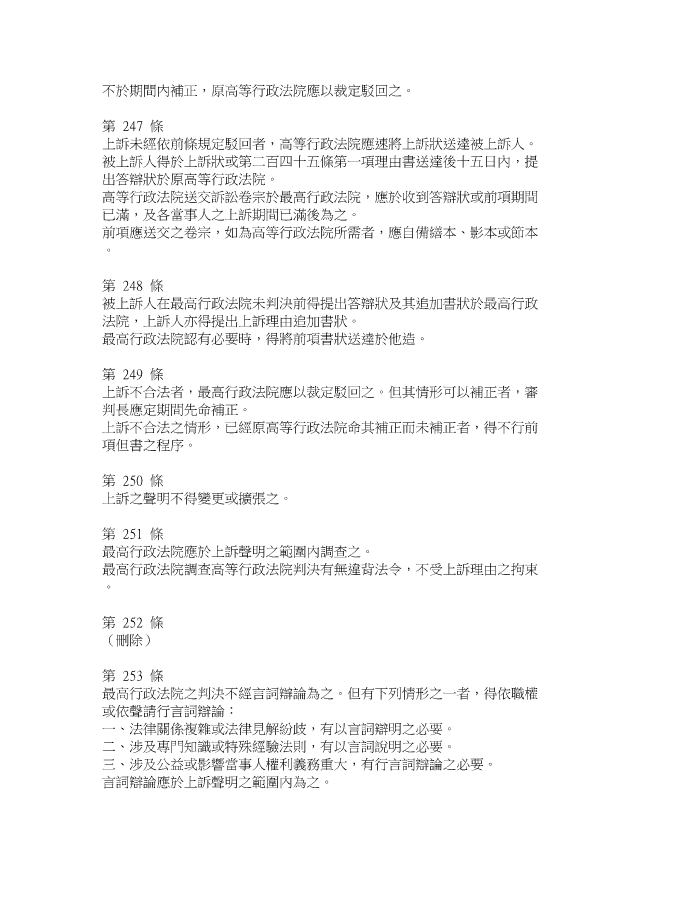 不於期間內補正，原高等行政法院應以裁定駁回之。
第 247 條
上訴未經依前條規定駁回者，高等行政法院應速將上訴狀送達被上訴人。
被上訴人得於上訴狀或第二百四十五條第一項理由書送達後十五日內，提
出答辯狀於原高等行政法院。
高等行政法院送交訴訟卷宗於最高行政法院，應於收到答辯狀或前項期間
已滿，及各當事人之上訴期間已滿後為之。
前項應送交之卷宗，如為高等行政法院所需者，應自備繕本、影本或節本
。
第 248 條
被上訴人在最高行政法院未判決前得提出答辯狀及其追加書狀於最高行政
法院，上訴人亦得提出上訴理由追加書狀。
最高行政法院認有必要時，得將前項書狀送達於他造。
第 249 條
上訴不合法者，最高行政法院應以裁定駁回之。但其情形可以補正者，審
判長應定期間先命補正。
上訴不合法之情形，已經原高等行政法院命其補正而未補正者，得不行前
項但書之程序。
第 250 條
上訴之聲明不得變更或擴張之。
第 251 條
最高行政法院應於上訴聲明之範圍內調查之。
最高行政法院調查高等行政法院判決有無違背法令，不受上訴理由之拘束
。
第 252 條
（刪除）
第 253 條
最高行政法院之判決不經言詞辯論為之。但有下列情形之一者，得依職權
或依聲請行言詞辯論：
一、法律關係複雜或法律見解紛歧，有以言詞辯明之必要。
二、涉及專門知識或特殊經驗法則，有以言詞說明之必要。
三、涉及公益或影響當事人權利義務重大，有行言詞辯論之必要。
言詞辯論應於上訴聲明之範圍內為之。